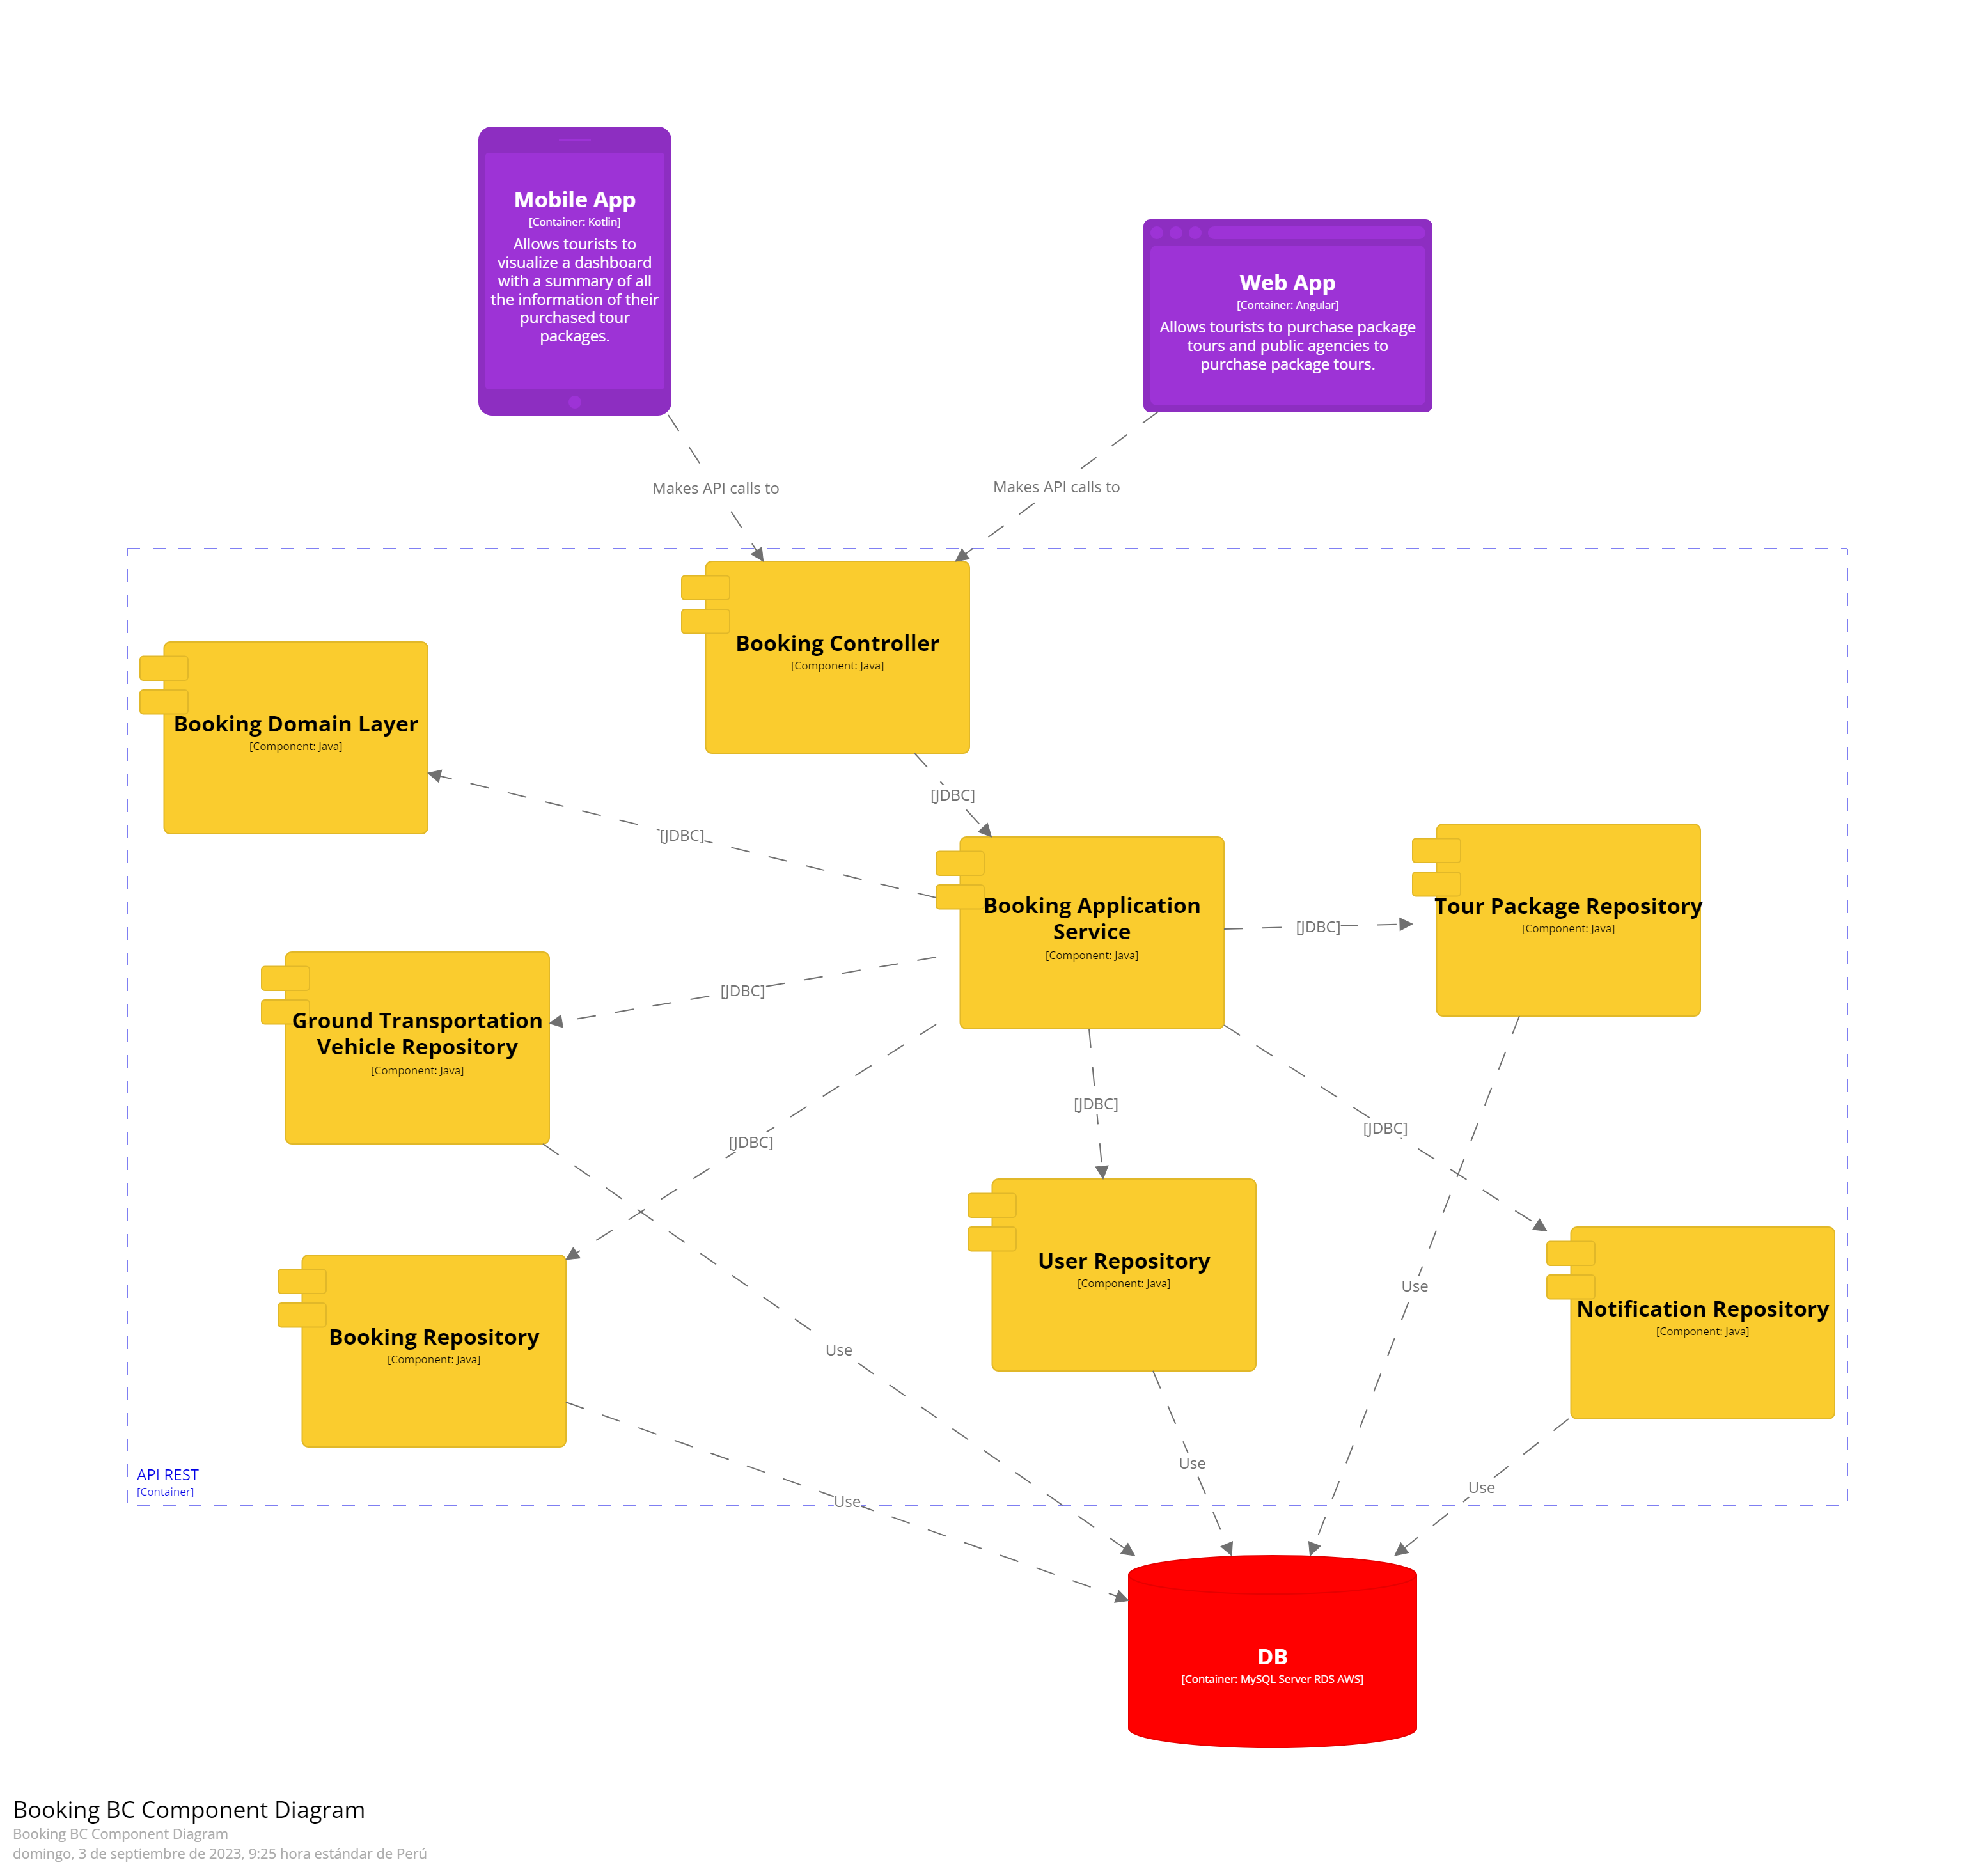 Mobile App
[Container: Kotlin]
Allows tourists to
visualize a dashboard
with a summary of all
the information of their
purchased tour
packages.
Web App
[Container: Angular]
Allows tourists to purchase package
tours and public agencies to
purchase package tours.
Makes API calls to
Makes API calls to
Booking Controller
[Component: Java]
Booking Domain Layer
[Component: Java]
[JDBC]
[JDBC]
Booking Application
Service
[Component: Java]
[JDBC]
Tour Package Repository
[Component: Java]
[JDBC]
Ground Transportation
Vehicle Repository
[Component: Java]
[JDBC]
[JDBC]
[JDBC]
User Repository
[Component: Java]
Use
Notification Repository
[Component: Java]
Booking Repository
[Component: Java]
Use
Use
Use
Use
API REST
[Container]
DB
[Container: MySQL Server RDS AWS]
Booking BC Component Diagram
Booking BC Component Diagram
domingo, 3 de septiembre de 2023, 9:25 hora estándar de Perú